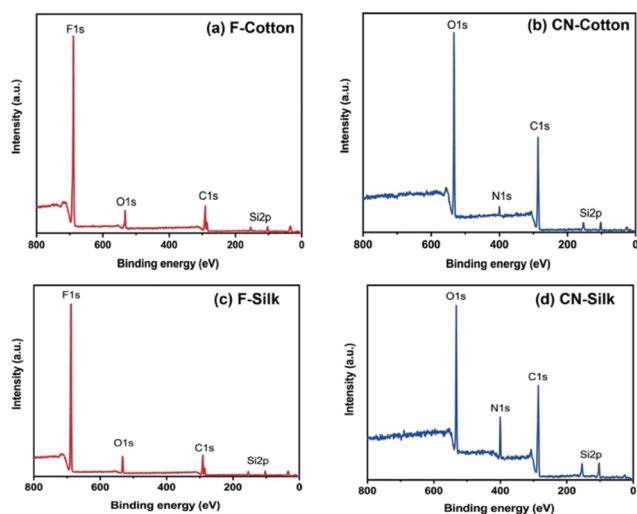 (a) F-Cotton
F1s
O1s
C1s
Si2p
Intensity (a.u.)
800 600 400 200 0
Binding energy (eV)
(b) CN-Cotton
O1s
C1s
N1s
Si2p
Intensity (a.u.)
800 600 400 200 0
Binding energy (eV)
(c) F-Silk
F1s
O1s
C1s
Si2p
Intensity (a.u.)
800 600 400 200 0
Binding energy (eV)
(d) CN-Silk
O1s
C1s
N1s
Si2p
Intensity (a.u.)
800 600 400 200 0
Binding energy (eV)